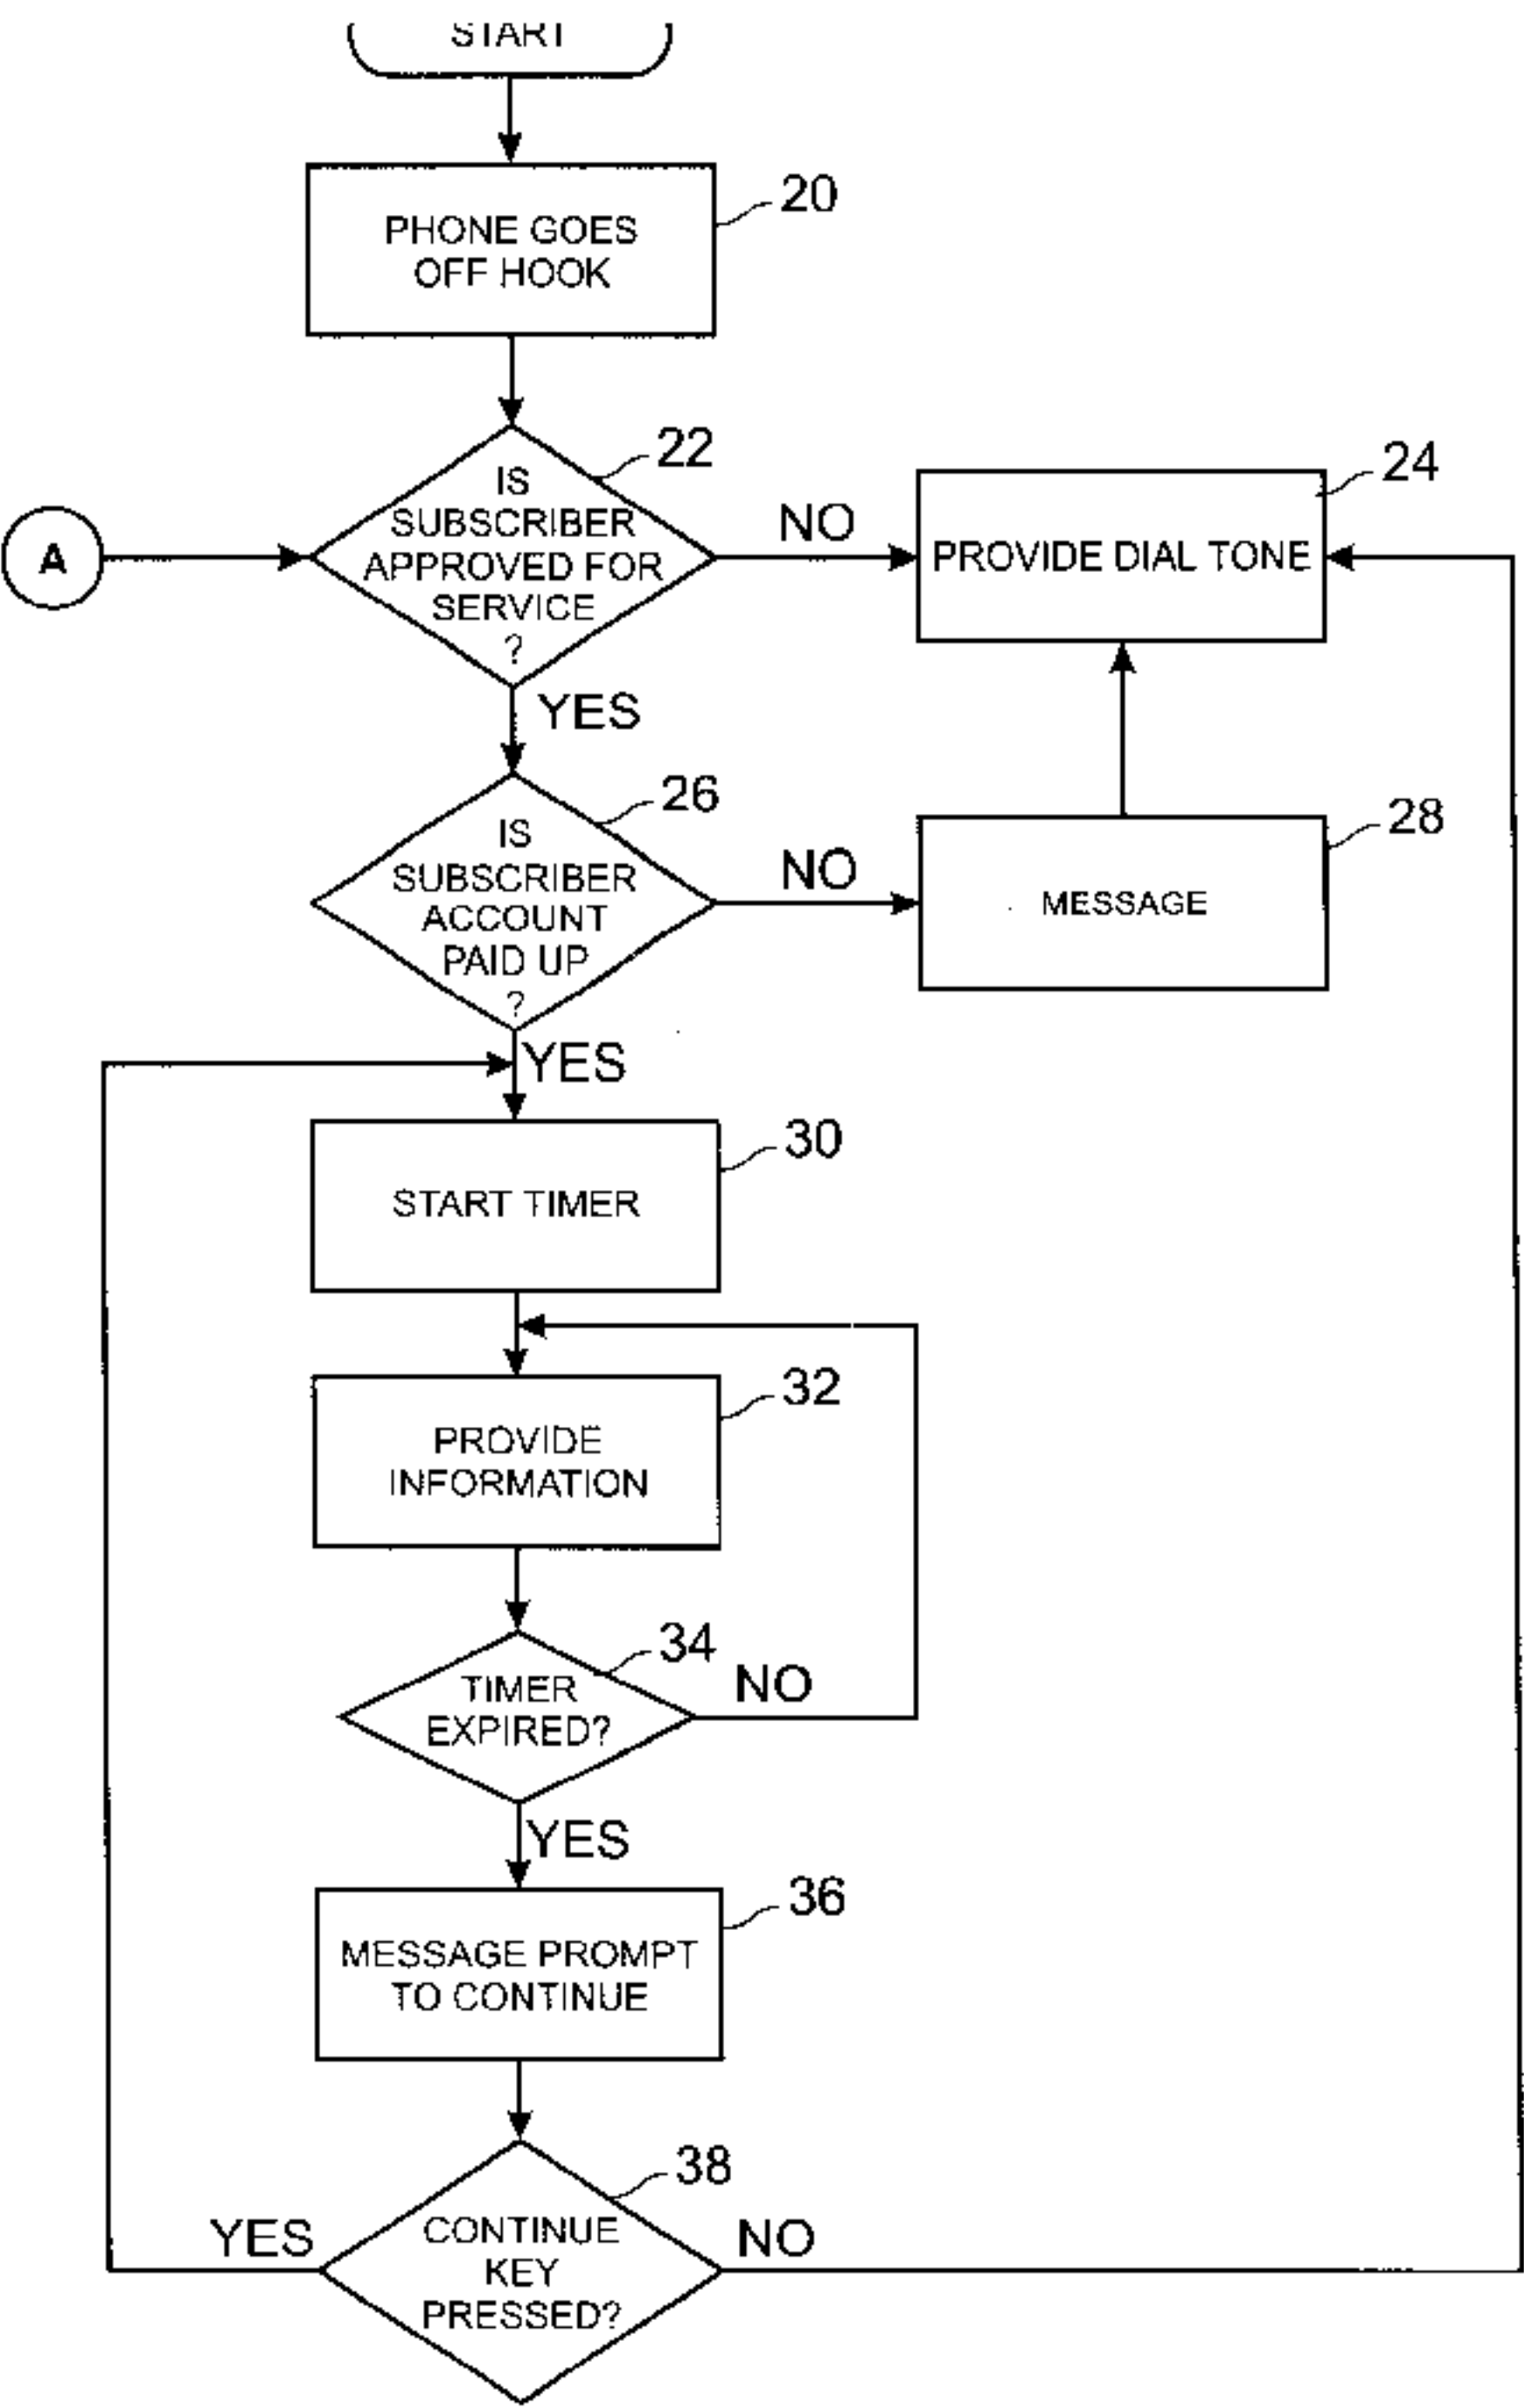 START
20
PHONE GOES
OFF HOOK
22
IS
SUBSCRIBER
APPROVED FOR
SERVICE
?
A
NO
24
PROVIDE DIAL TONE
YES
26
IS
SUBSCRIBER
ACCOUNT
PAID UP
?
NO
28
MESSAGE
YES
30
START TIMER
32
PROVIDE
INFORMATION
34
TIMER
EXPIRED?
NO
YES
36
MESSAGE PROMPT
TO CONTINUE
38
CONTINUE
KEY
PRESSED?
YES
NO